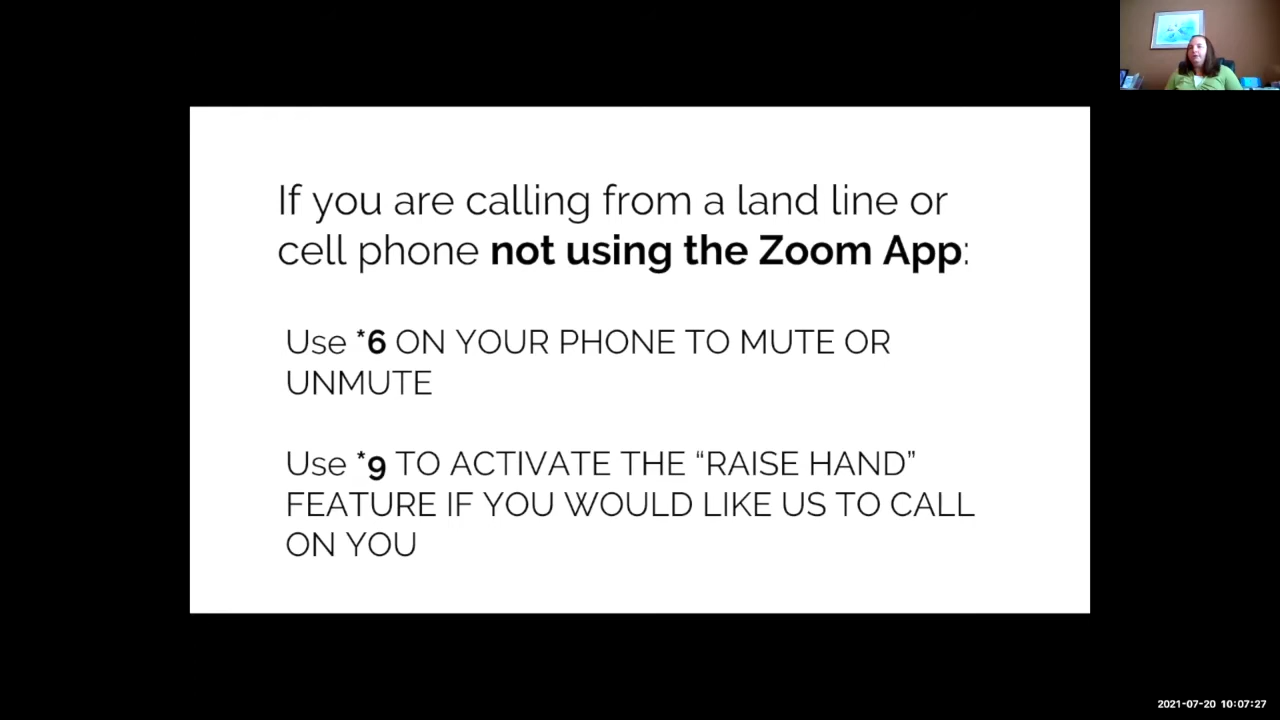 If you are calling from a land line or
cell phone not using the Zoom App:
Use *6 ON YOUR PHONE TO MUTE OR
UNMUTE
Use *9 TO ACTIVATE THE “RAISE HAND”
FEATURE IF YOU WOULD LIKE US TO CALL
ON YOU
2021-07-20 10:07:27